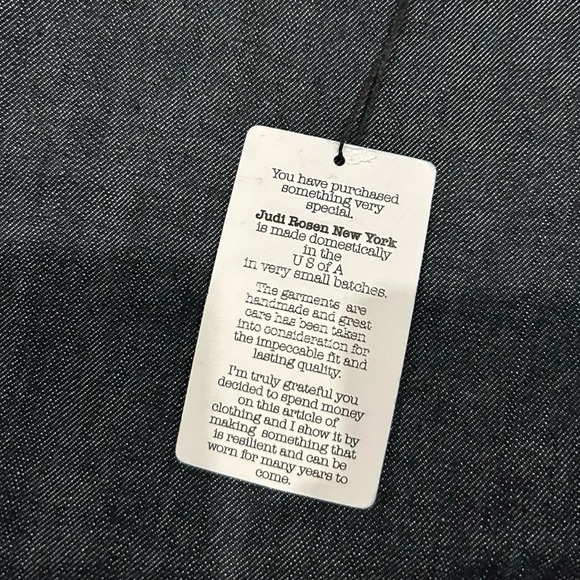 You have purchased
something very
special.
Judi Rosen New York
is made domestically
in the
U S of A
in very small batches.
The garments are
handmade and great
care has been taken
into consideration for
the impeccable fit and
lasting quality.
I'm truly grateful you
decided to spend money
on this article of
clothing and I show it by
making something that
is resilient and can be
worn for many years to
come.